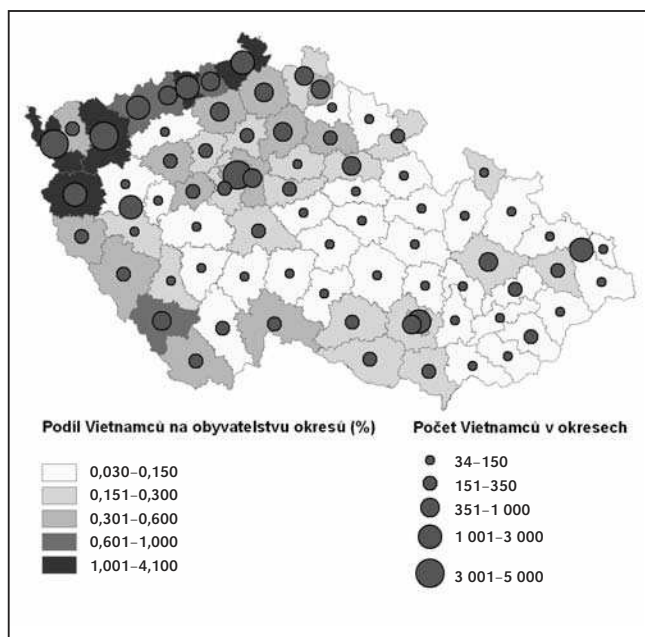 Podíl Vietnamců na obyvatelstvu okresů (%)
0,030–0,150
0,151–0,300
0,301–0,600
0,601–1,000
1,001–4,100
Počet Vietnamců v okresech
34–150
151–350
351–1 000
1 001–3 000
3 001–5 000